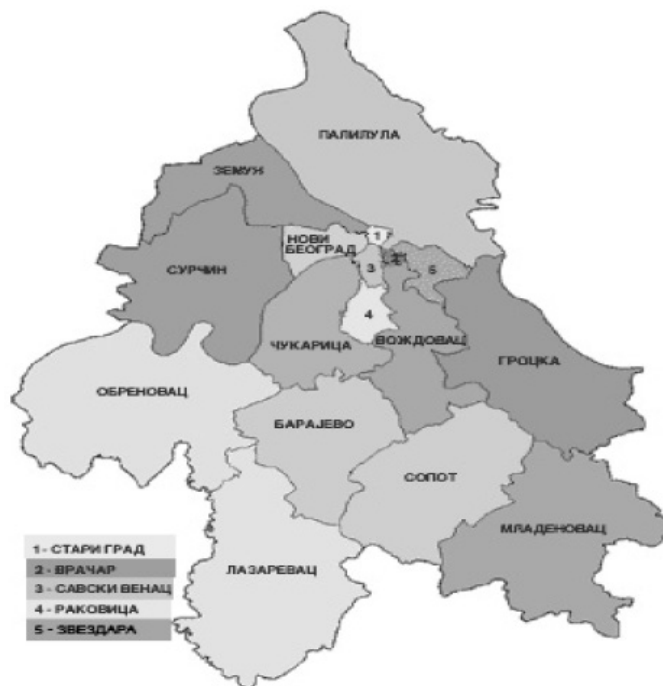 ПАЛИЛУЛА
ЗЕМУН
НОВИ
БЕОГРАД
1
2
СУРЧИН
3
5
4
ЧУКАРИЦА
ВОЖДОВАЦ
ГРОЦКА
ОБРЕНОВАЦ
БАРАЈЕВО
СОПОТ
МЛАДЕНОВАЦ
ЛАЗАРЕВАЦ
1 - СТАРИ ГРАД
2 - ВРАЧАР
3 - САВСКИ ВЕНАЦ
4 - РАКОВИЦА
5 - ЗВЕЗДАРА